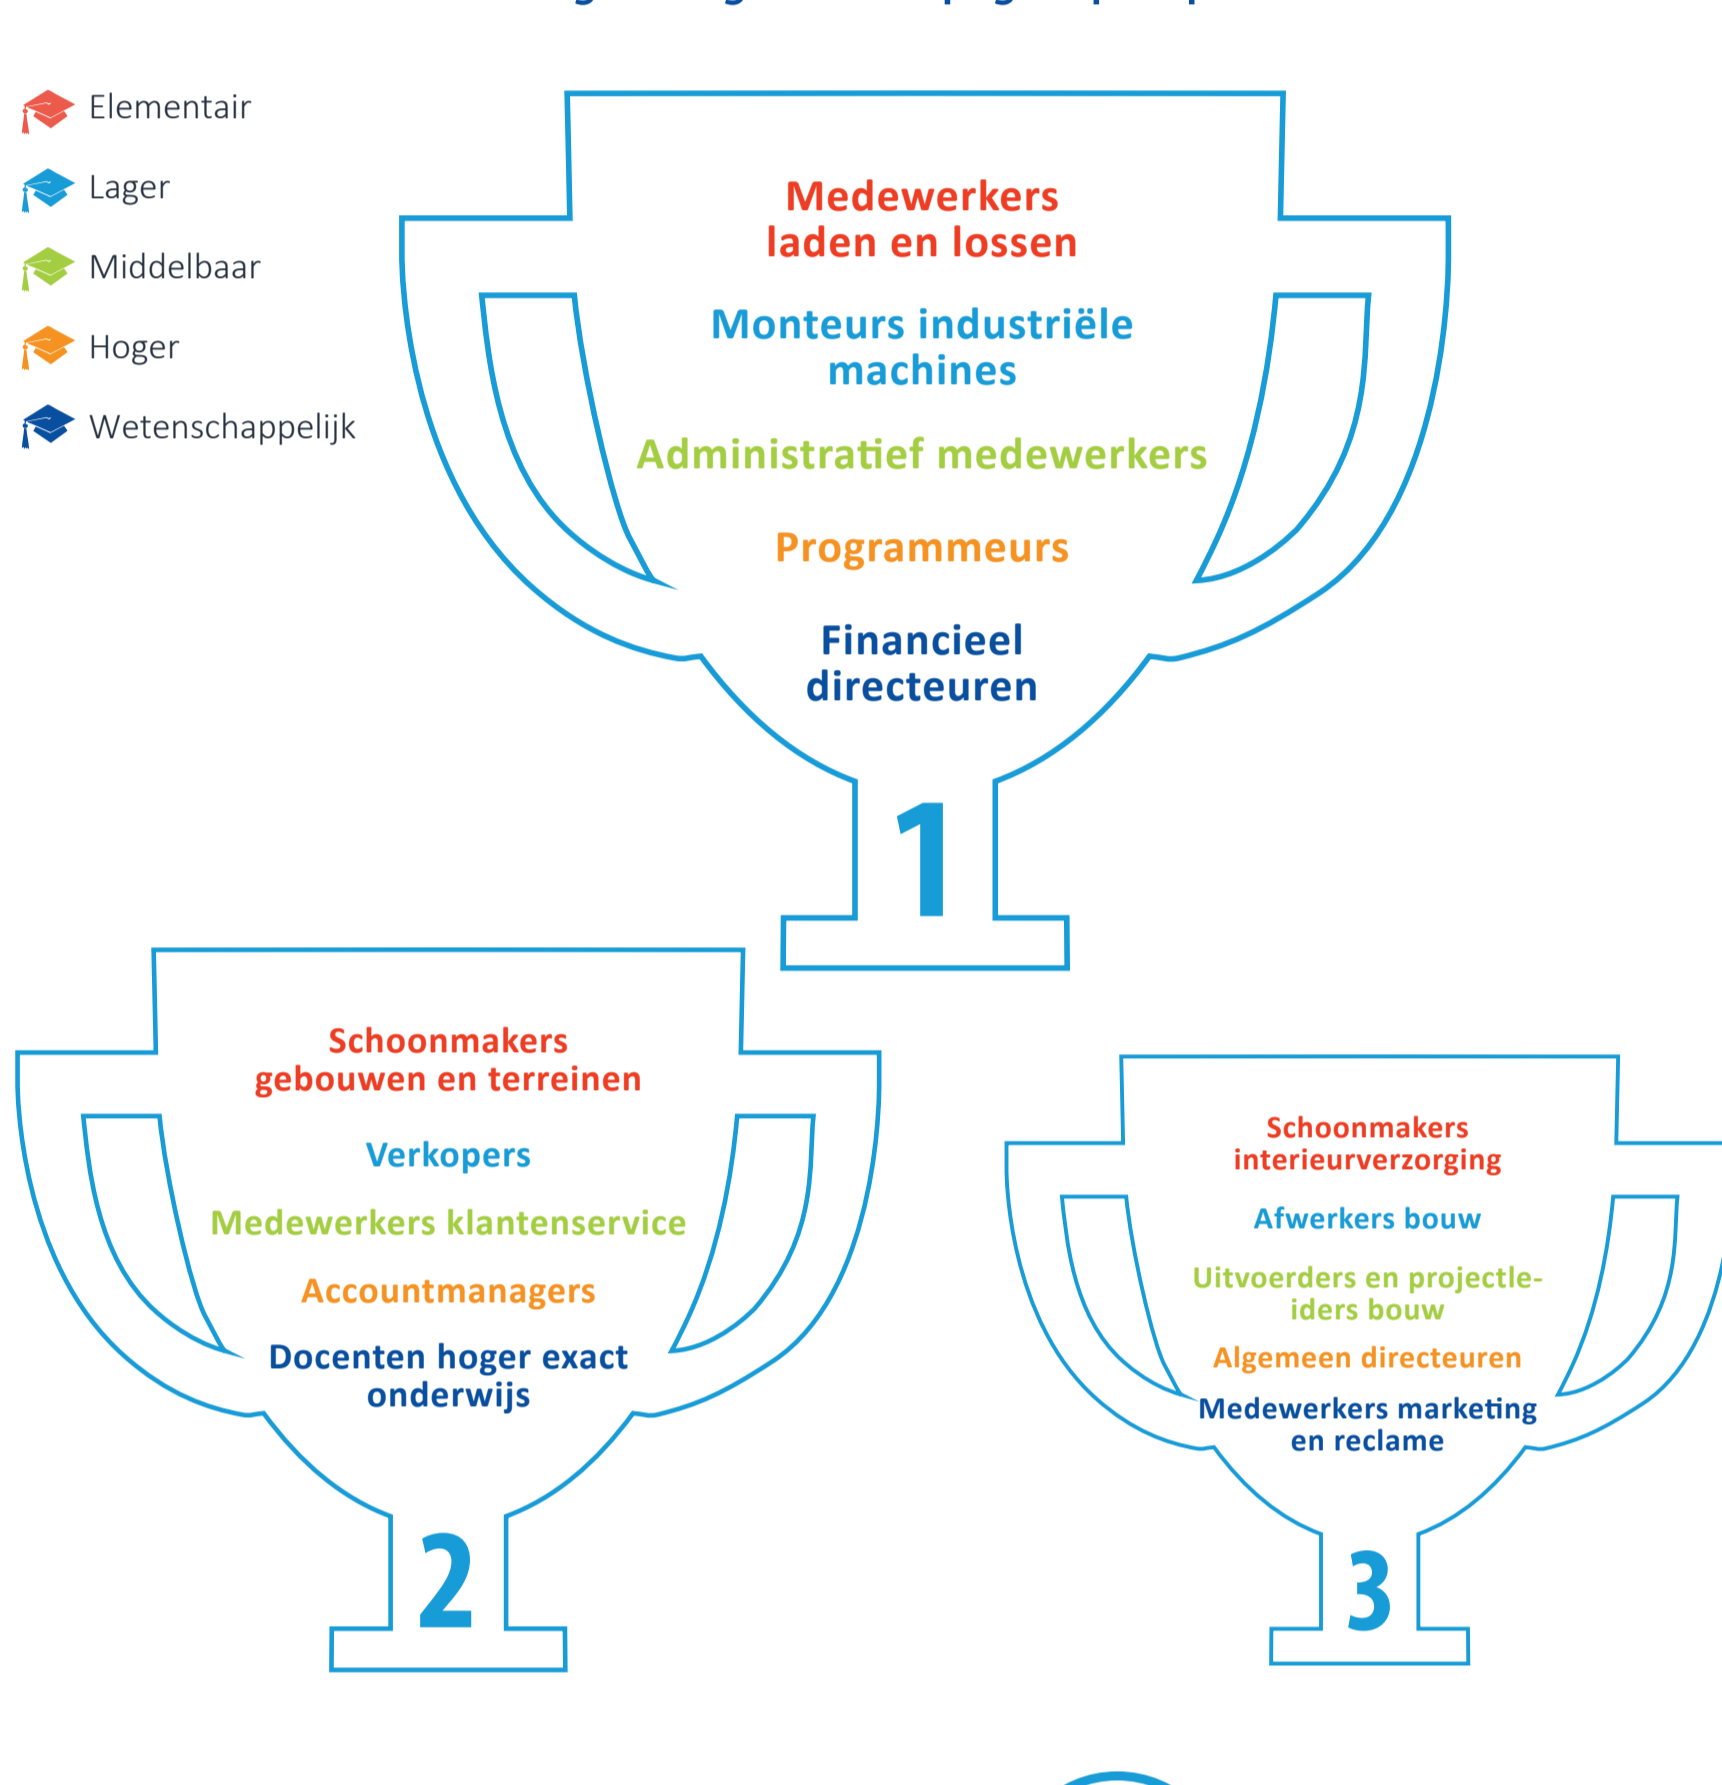 Elementair
Lager
Middelbaar
Hoger
Wetenschappelijk
Medewerkers
laden en lossen
Monteurs industriële
machines
Administratief medewerkers
Programmeurs
Financieel
directeuren
1
Schoonmakers
gebouwen en terreinen
Verkopers
Medewerkers klantenservice
Accountmanagers
Docenten hoger exact
onderwijs
2
Schoonmakers
interieurverzorging
Afwerkers bouw
Uitvoerders en projectle-
iders bouw
Algemeen directeuren
Medewerkers marketing
en reclame
3